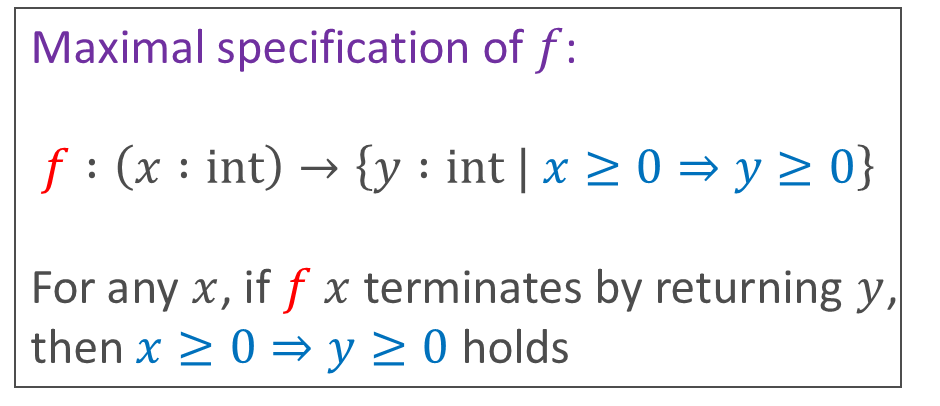 Maximal specification of f:
f : (x : int) → {y : int | x ≥ 0 ⇒ y ≥ 0}
For any x, if f x terminates by returning y,
then x ≥ 0 ⇒ y ≥ 0 holds